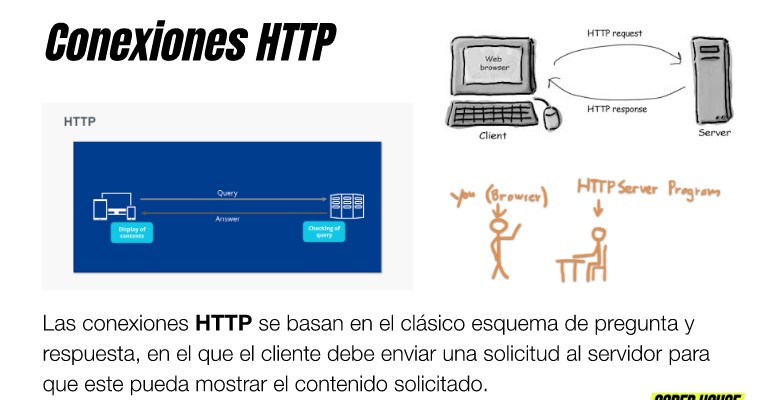 Conexiones HTTP
HTTP
Query
Answer
Display of
contents
Checking of
query
HTTP request
Web
browser
HTTP response
Client
Server
You (Browser)
HTTP Server Program
Las conexiones HTTP se basan en el clásico esquema de pregunta y
respuesta, en el que el cliente debe enviar una solicitud al servidor para
que este pueda mostrar el contenido solicitado.
CODER HOUSE